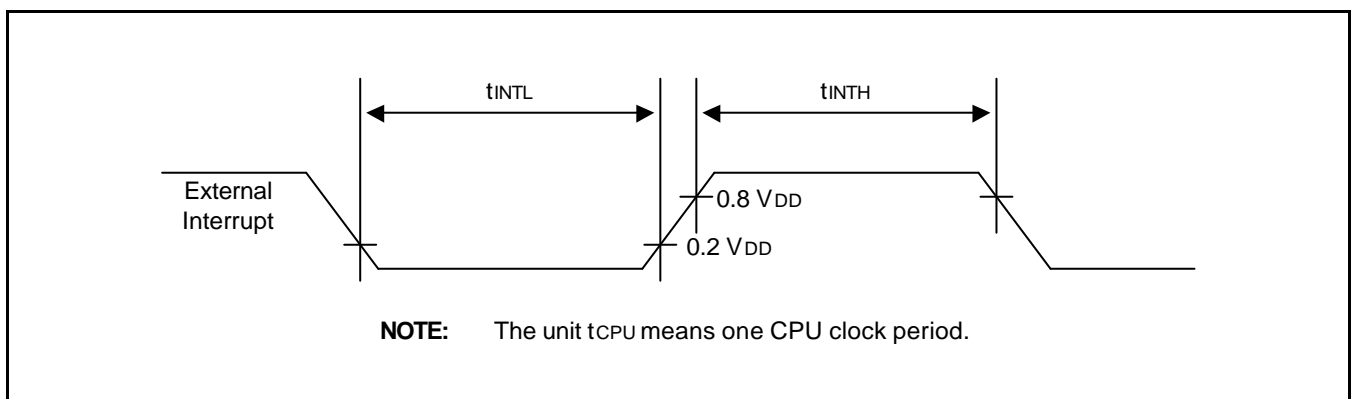 tINTL
tINTH
External
Interrupt
0.8 VDD
0.2 VDD
NOTE: The unit tCPU means one CPU clock period.